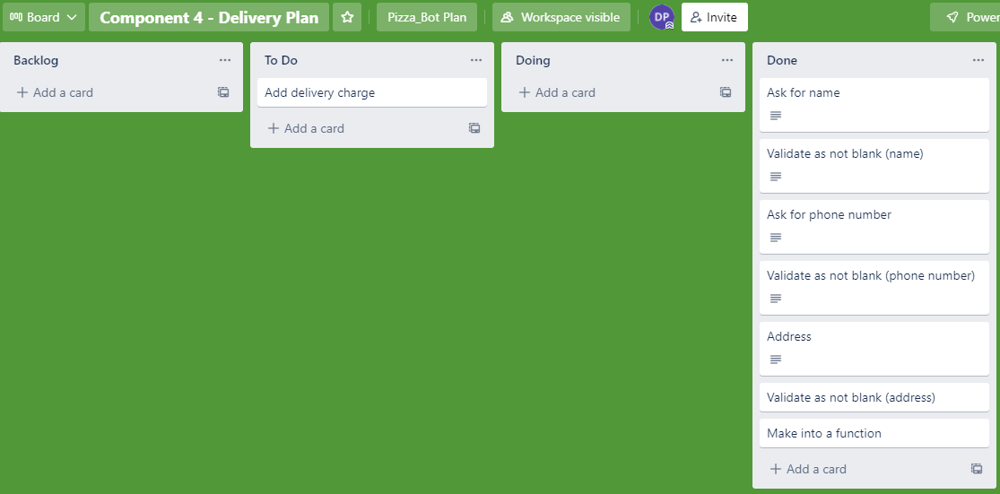 Board
Component 4 - Delivery Plan
Pizza_Bot Plan
Workspace visible
DP
Invite
Power
Backlog
Add a card
To Do
Add delivery charge
Add a card
Doing
Add a card
Done
Ask for name
Validate as not blank (name)
Ask for phone number
Validate as not blank (phone number)
Address
Validate as not blank (address)
Make into a function
Add a card